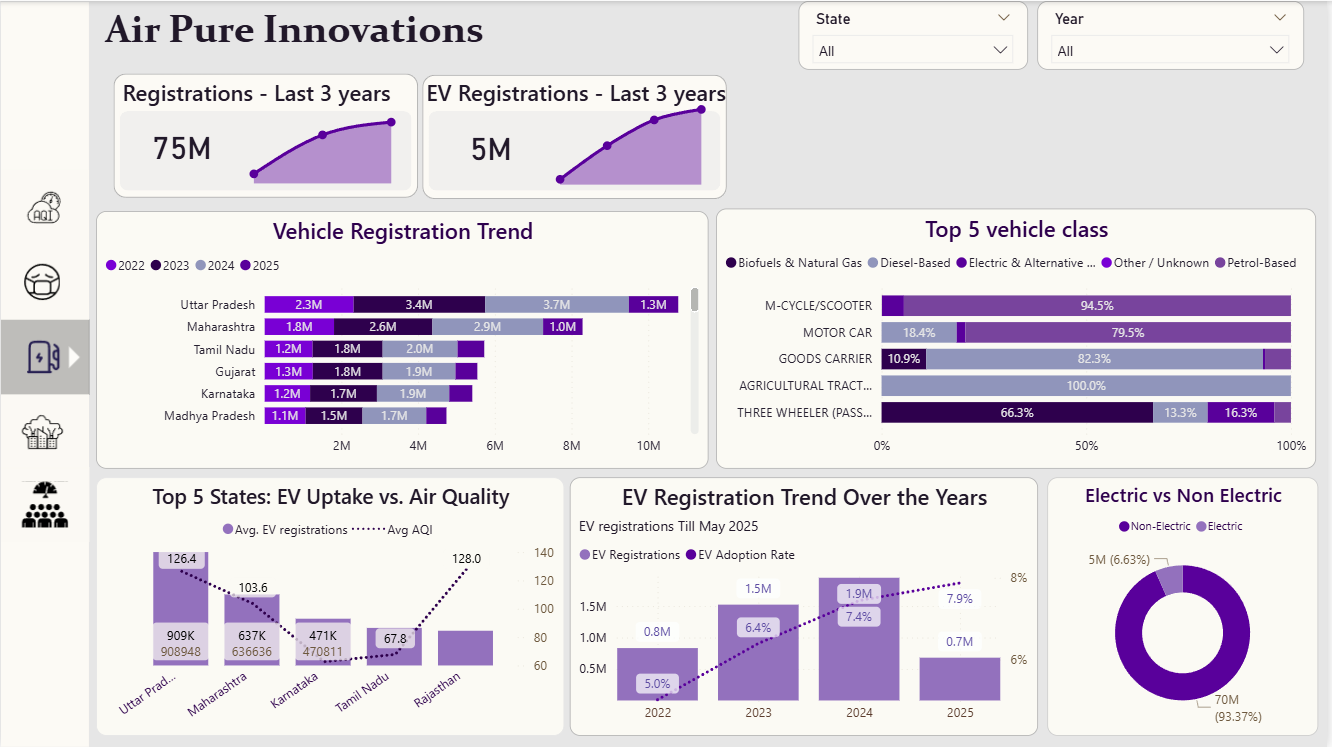 Air Pure Innovations
State
All
Year
All
Registrations - Last 3 years
75M
EV Registrations - Last 3 years
5M
AQI
Vehicle Registration Trend
2022 2023 2024 2025
Uttar Pradesh 2.3M 3.4M 3.7M 1.3M
Maharashtra 1.8M 2.6M 2.9M 1.0M
Tamil Nadu 1.2M 1.8M 2.0M
Gujarat 1.3M 1.8M 1.9M
Karnataka 1.2M 1.7M 1.9M
Madhya Pradesh 1.1M 1.5M 1.7M
2M 4M 6M 8M 10M
Top 5 vehicle class
Biofuels & Natural Gas Diesel-Based Electric & Alternative ... Other / Unknown Petrol-Based
M-CYCLE/SCOOTER 94.5%
MOTOR CAR 18.4% 79.5%
GOODS CARRIER 10.9% 82.3%
AGRICULTURAL TRACT... 100.0%
THREE WHEELER (PASS... 66.3% 13.3% 16.3%
0% 50% 100%
Top 5 States: EV Uptake vs. Air Quality
Avg. EV registrations Avg AQI
126.4 103.6 67.8 128.0
909K 637K 471K
908948 636636 470811
140
120
100
80
60
Uttar Prad... Maharashtra Karnataka Tamil Nadu Rajasthan
EV Registration Trend Over the Years
EV registrations Till May 2025
EV Registrations EV Adoption Rate
1.5M
1.0M
0.5M
0.8M 1.5M 1.9M 0.7M
5.0% 6.4% 7.4% 7.9%
8%
6%
2022 2023 2024 2025
Electric vs Non Electric
Non-Electric Electric
5M (6.63%)
70M
(93.37%)